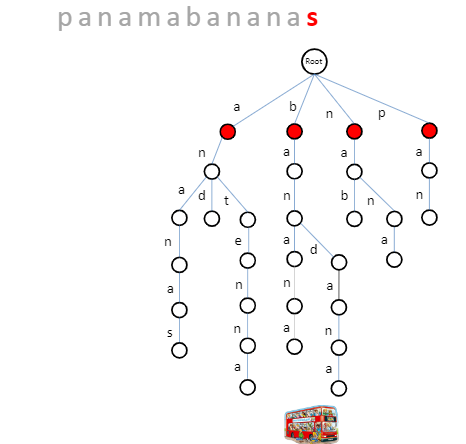 panamabananas
Root
a b n p
n a a a
a d t n b n n
n e a d a
a n n a
s n a n
a a